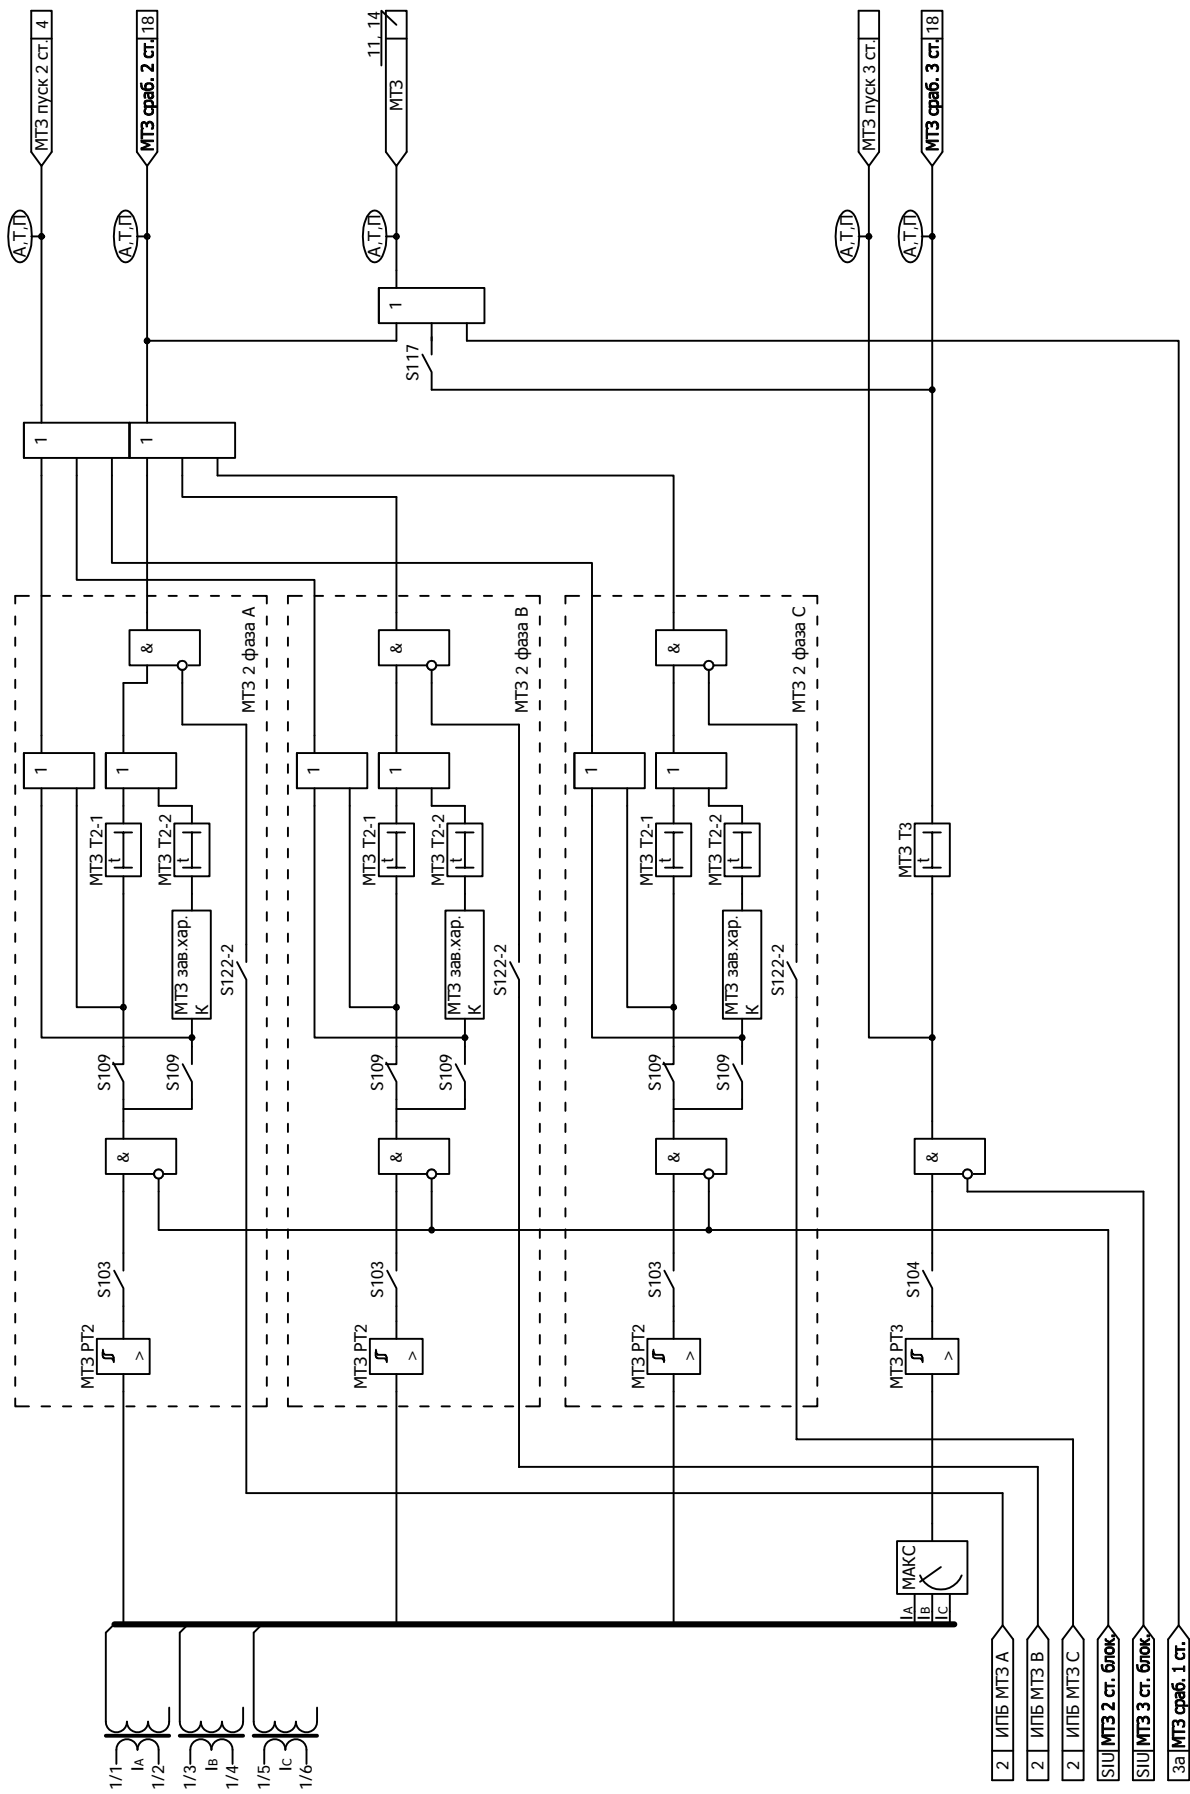 МТЗ пуск 2 ст. 4
МТЗ сраб. 2 ст. 18
11, 14
МТЗ
МТЗ пуск 3 ст.
МТЗ сраб. 3 ст. 18
А,Т,П
А,Т,П
А,Т,П
А,Т,П
А,Т,П
1
S117
1
1
&
МТЗ 2 фаза А
&
МТЗ 2 фаза В
&
МТЗ 2 фаза С
1
1
1
1
1
1
МТЗ Т2-1
t
МТЗ Т2-2
t
МТЗ Т2-1
t
МТЗ Т2-2
t
МТЗ Т2-1
t
МТЗ Т2-2
t
МТЗ Т3
t
МТЗ зав.хар.
К
S122-2
МТЗ зав.хар.
К
S122-2
МТЗ зав.хар.
К
S122-2
S109
S109
S109
S109
S109
S109
&
&
&
&
S103
S103
S103
S104
МТЗ РТ2
>
МТЗ РТ2
>
МТЗ РТ2
>
МТЗ РТ3
>
МАКС
IА
IВ
IС
1/1
IА
1/2
1/3
IВ
1/4
1/5
IС
1/6
2 ИПБ МТЗ А
2 ИПБ МТЗ В
2 ИПБ МТЗ С
SIU МТЗ 2 ст. блок.
SIU МТЗ 3 ст. блок.
3а МТЗ сраб. 1 ст.